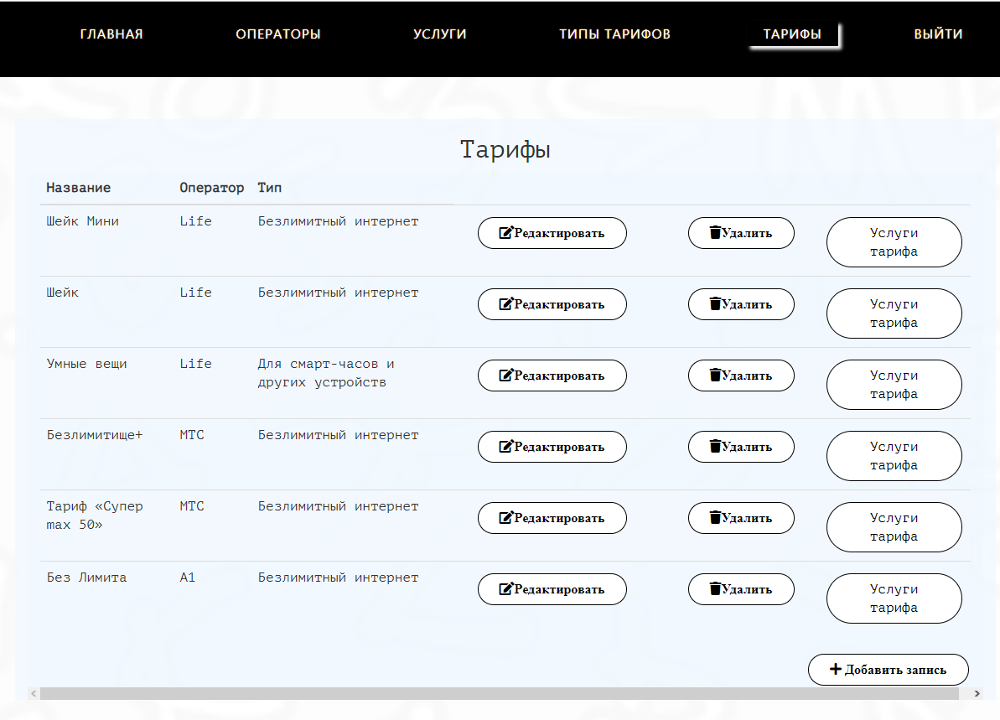 ГЛАВНАЯ ОПЕРАТОРЫ УСЛУГИ ТИПЫ ТАРИФОВ ТАРИФЫ ВЫЙТИ
Тарифы
Название Оператор Тип
Шейк Мини Life Безлимитный интернет Редактировать Удалить Услуги
тарифа
Шейк Life Безлимитный интернет Редактировать Удалить Услуги
тарифа
Умные вещи Life Для смарт-часов и Редактировать Удалить Услуги
других устройств тарифа
Безлимитище+ МТС Безлимитный интернет Редактировать Удалить Услуги
тарифа
Тариф «Супер МТС Безлимитный интернет Редактировать Удалить Услуги
max 50» тарифа
Без Лимита А1 Безлимитный интернет Редактировать Удалить Услуги
тарифа
Добавить запись